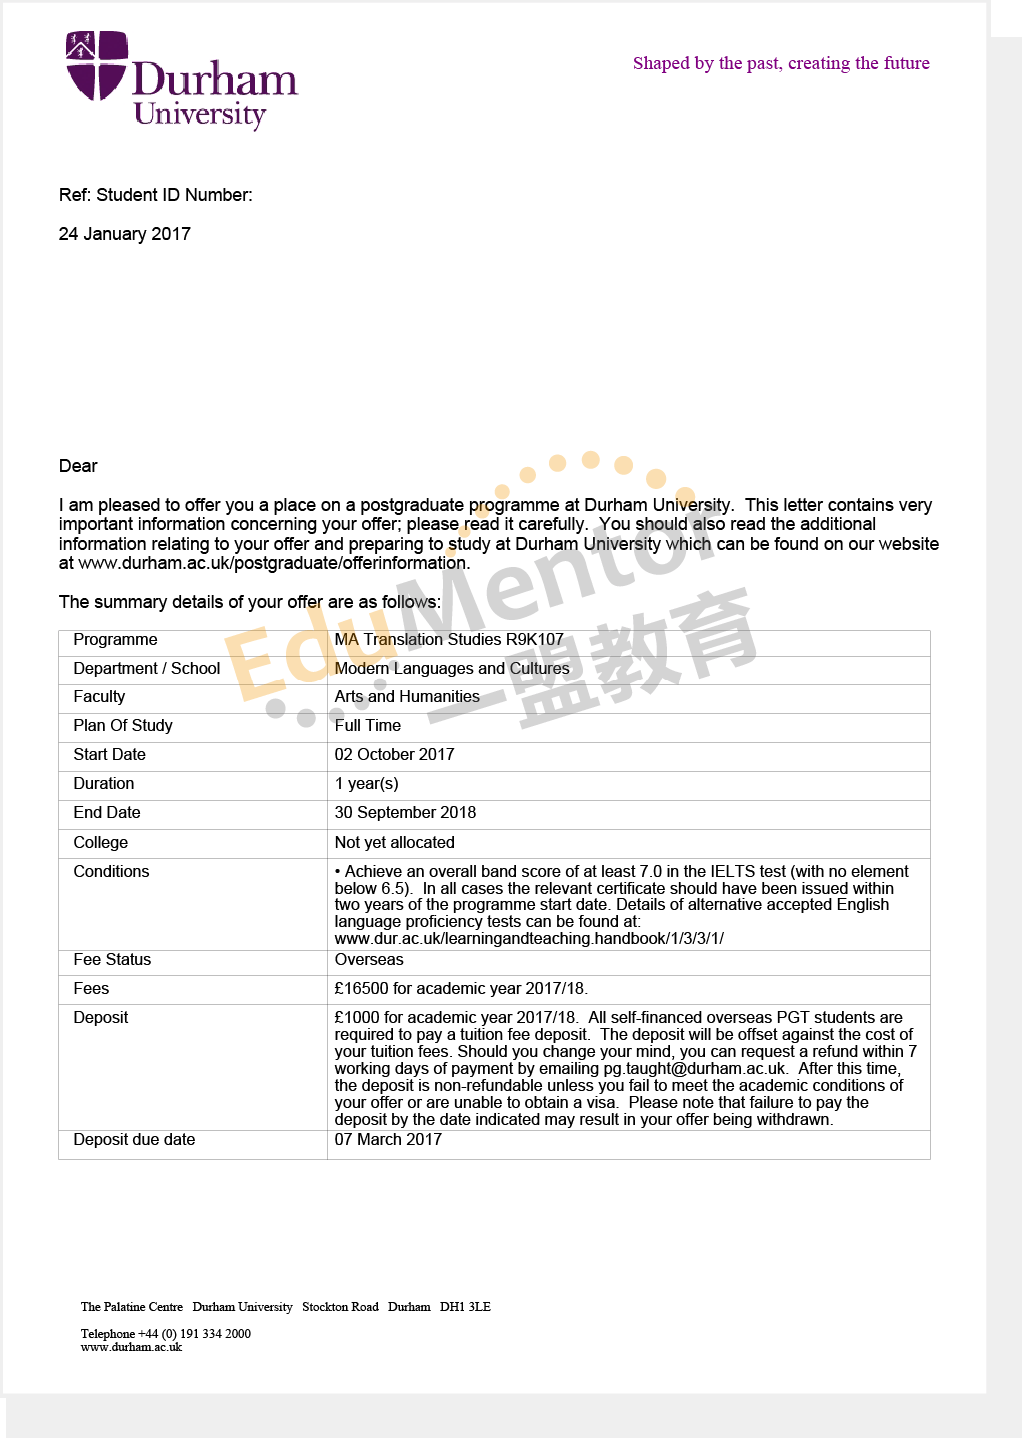 Durham
University
Shaped by the past, creating the future
Ref: Student ID Number:
24 January 2017
Dear
I am pleased to offer you a place on a postgraduate programme at Durham University.  This letter contains very
important information concerning your offer; please read it carefully.  You should also read the additional
information relating to your offer and preparing to study at Durham University which can be found on our website
at www.durham.ac.uk/postgraduate/offerinformation.
The summary details of your offer are as follows:
EduMentor
一盟教育
Programme MA Translation Studies R9K107
Department / School Modern Languages and Cultures
Faculty Arts and Humanities
Plan Of Study Full Time
Start Date 02 October 2017
Duration 1 year(s)
End Date 30 September 2018
College Not yet allocated
Conditions • Achieve an overall band score of at least 7.0 in the IELTS test (with no element
below 6.5).  In all cases the relevant certificate should have been issued within
two years of the programme start date. Details of alternative accepted English
language proficiency tests can be found at:
www.dur.ac.uk/learningandteaching.handbook/1/3/3/1/
Fee Status Overseas
Fees £16500 for academic year 2017/18.
Deposit £1000 for academic year 2017/18.  All self-financed overseas PGT students are
required to pay a tuition fee deposit.  The deposit will be offset against the cost of
your tuition fees. Should you change your mind, you can request a refund within 7
working days of payment by emailing pg.taught@durham.ac.uk.  After this time,
the deposit is non-refundable unless you fail to meet the academic conditions of
your offer or are unable to obtain a visa.  Please note that failure to pay the
deposit by the date indicated may result in your offer being withdrawn.
Deposit due date 07 March 2017
The Palatine Centre   Durham University   Stockton Road   Durham   DH1 3LE
Telephone +44 (0) 191 334 2000
www.durham.ac.uk